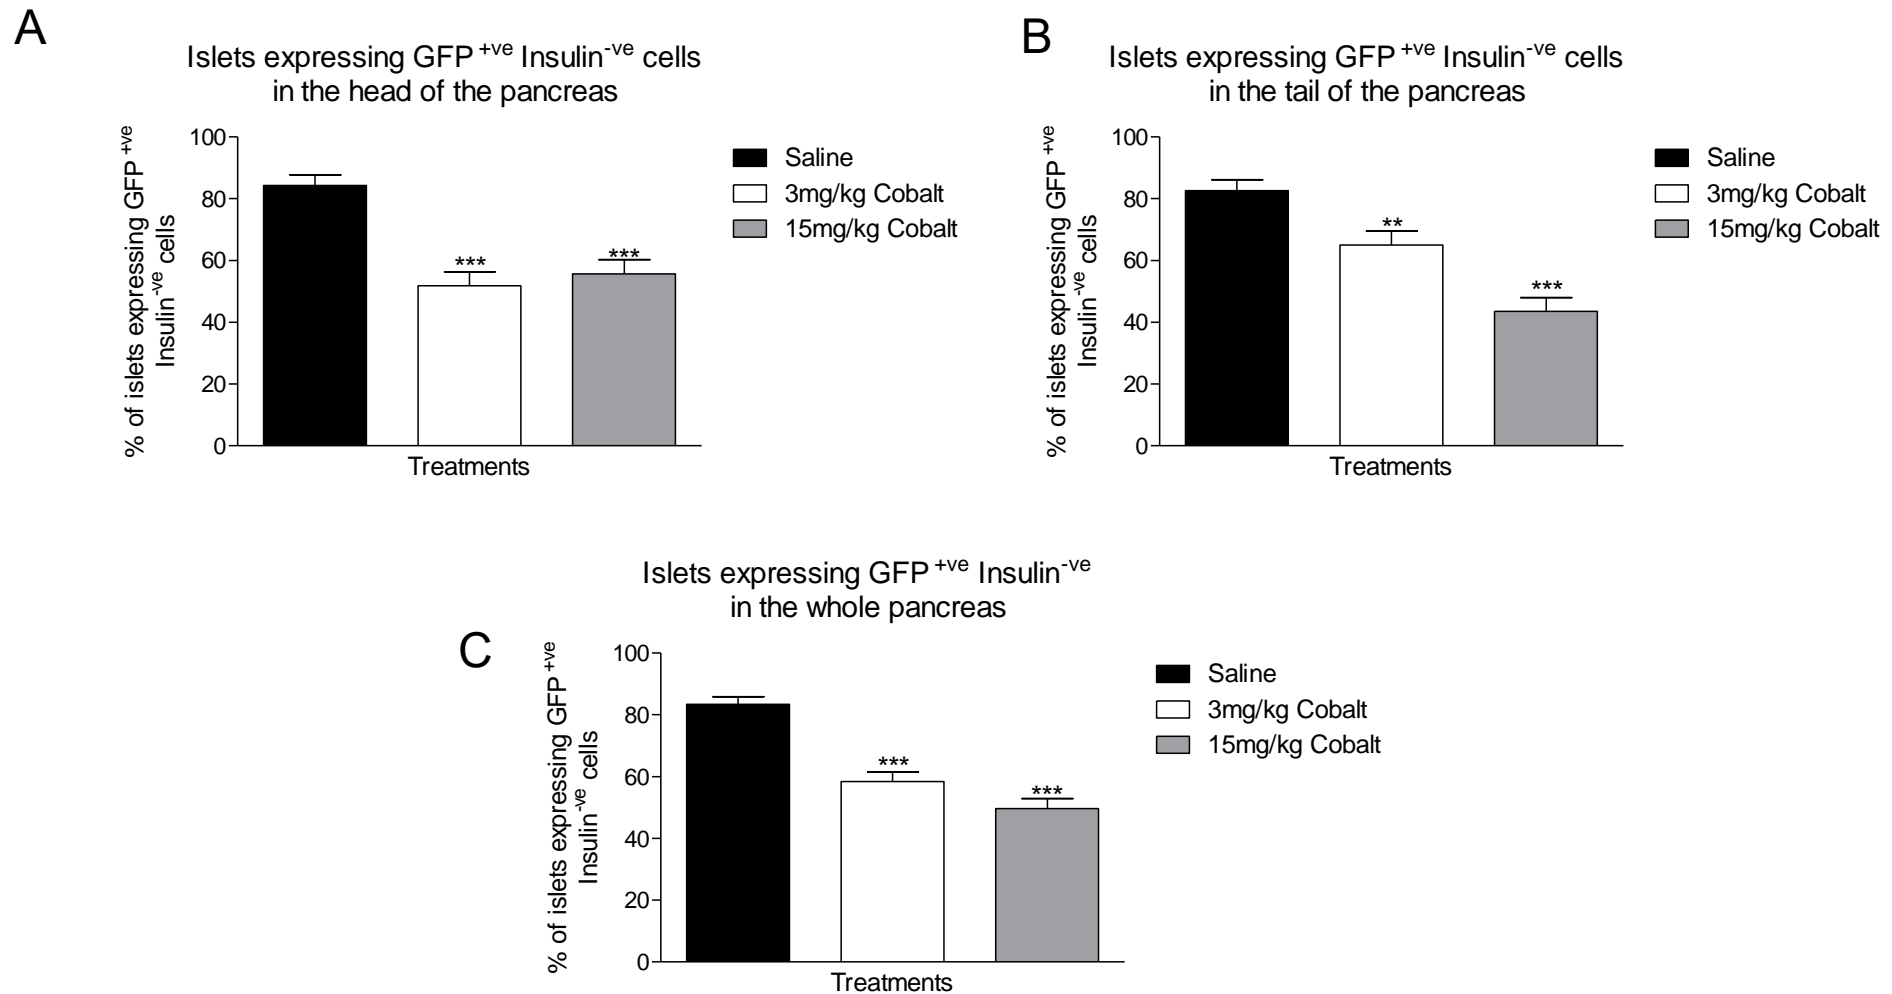 A
Islets expressing GFP +ve Insulin-ve cells
in the head of the pancreas
% of islets expressing GFP +ve
Insulin-ve cells
100
80
60
40
20
0
***
***
Treatments
Saline
3mg/kg Cobalt
15mg/kg Cobalt
B
Islets expressing GFP +ve Insulin-ve cells
in the tail of the pancreas
% of islets expressing GFP +ve
Insulin-ve cells
100
80
60
40
20
0
**
***
Treatments
Saline
3mg/kg Cobalt
15mg/kg Cobalt
C
Islets expressing GFP +ve Insulin-ve
in the whole pancreas
% of islets expressing GFP +ve
Insulin-ve cells
100
80
60
40
20
0
***
***
Treatments
Saline
3mg/kg Cobalt
15mg/kg Cobalt